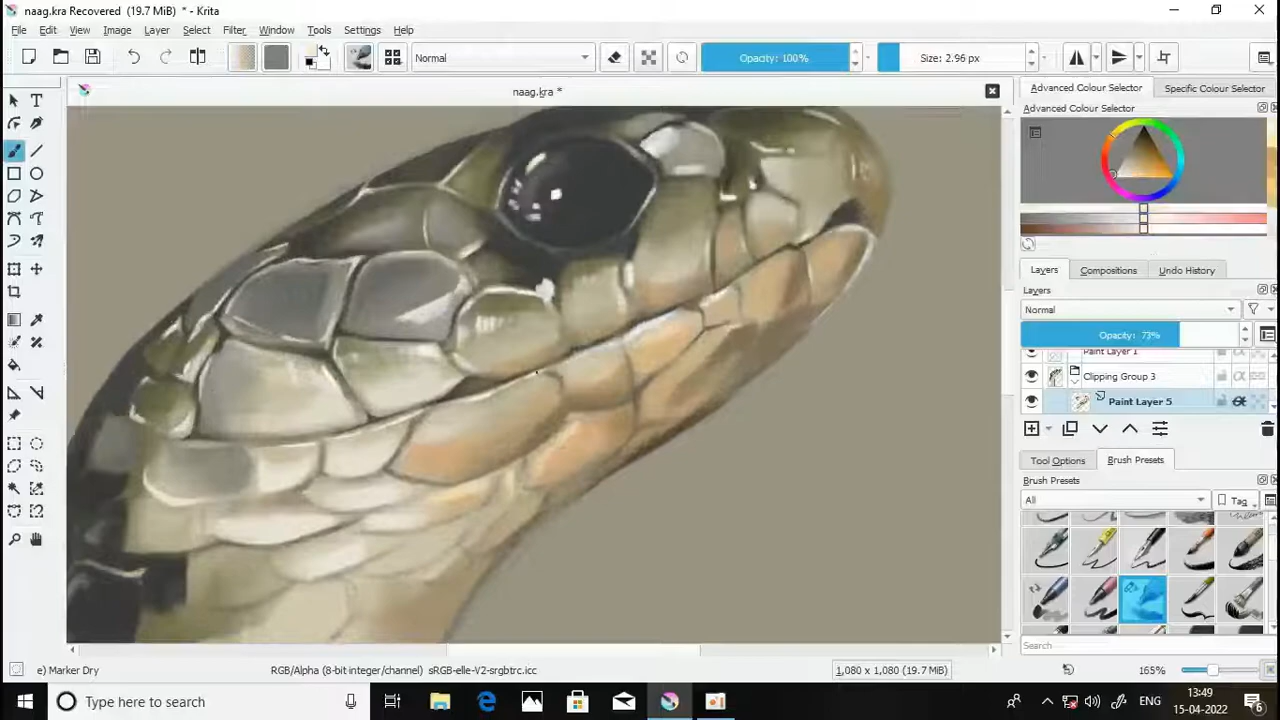 naag.kra Recovered (19.7 MiB) * - Krita
File Edit View Image Layer Select Filter Window Tools Settings Help
Normal Opacity: 100% Size: 2.96 px
naag.kra *
Advanced Colour Selector Specific Colour Selector
Advanced Colour Selector
Layers Compositions Undo History
Layers
Normal
Opacity: 73%
Paint Layer 1
Clipping Group 3
Paint Layer 5
Tool Options Brush Presets
Brush Presets
All Tag
Search
e) Marker Dry RGB/Alpha (8-bit integer/channel) sRGB-elle-V2-srgbtrc.icc 1,080 x 1,080 (19.7 MiB) 165%
Type here to search ENG 13:49
15-04-2022 6